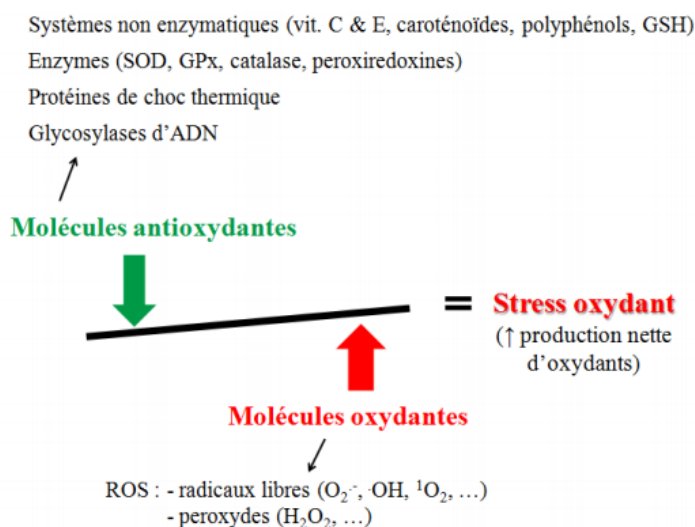 Systèmes non enzymatiques (vit. C & E, caroténoïdes, polyphénols, GSH)
Enzymes (SOD, GPx, catalase, peroxiredoxines)
Protéines de choc thermique
Glycosylases d'ADN
Molécules antioxydantes
= Stress oxydant
(↑ production nette
d'oxydants)
Molécules oxydantes
ROS : - radicaux libres (O₂·⁻, ·OH, ¹O₂, …)
- peroxydes (H₂O₂, …)